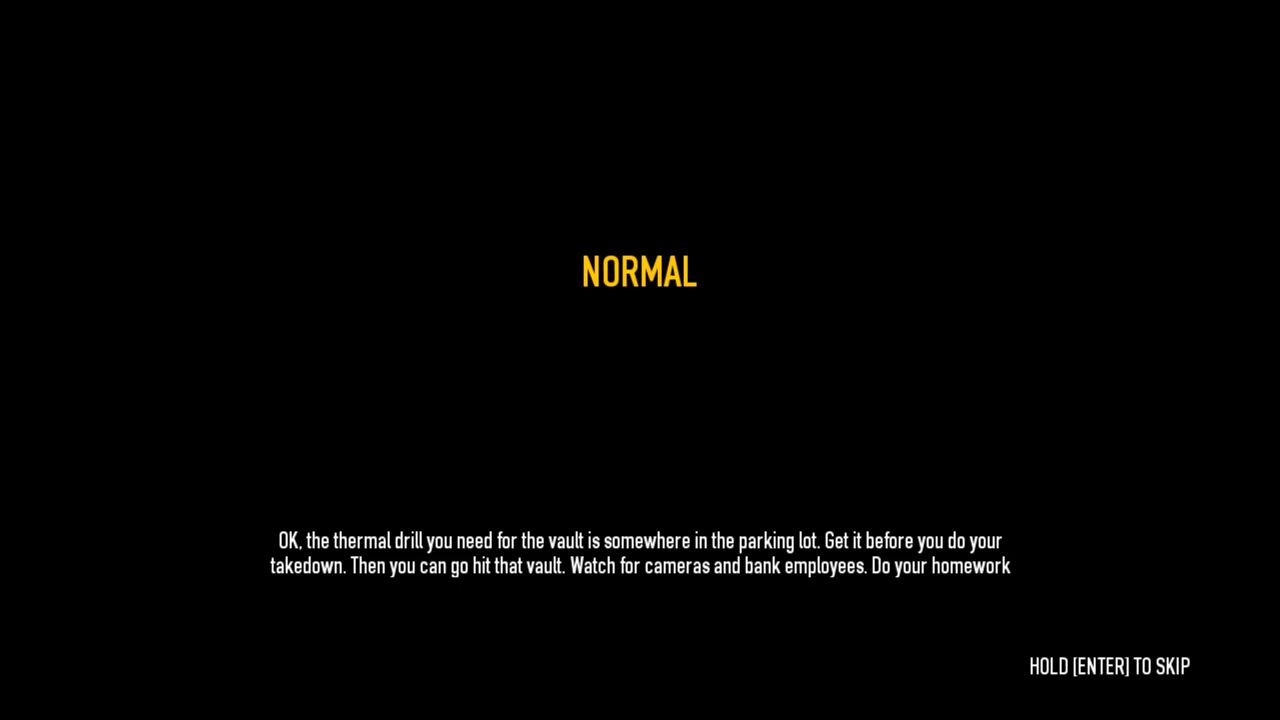 NORMAL
OK, the thermal drill you need for the vault is somewhere in the parking lot. Get it before you do your
takedown. Then you can go hit that vault. Watch for cameras and bank employees. Do your homework
HOLD [ENTER] TO SKIP